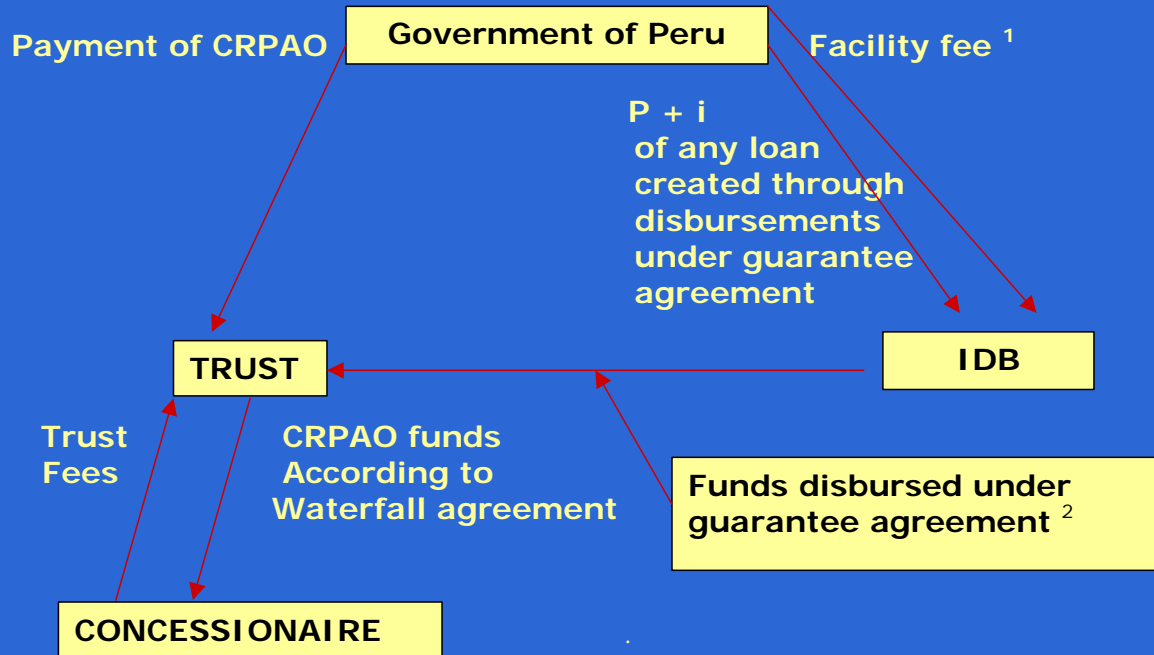 Government of Peru
Payment of CRPAO
Facility fee ¹
P + i
of any loan
created through
disbursements
under guarantee
agreement
TRUST
IDB
Trust
Fees
CRPAO funds
According to
Waterfall agreement
Funds disbursed under
guarantee agreement ²
CONCESSIONAIRE
.